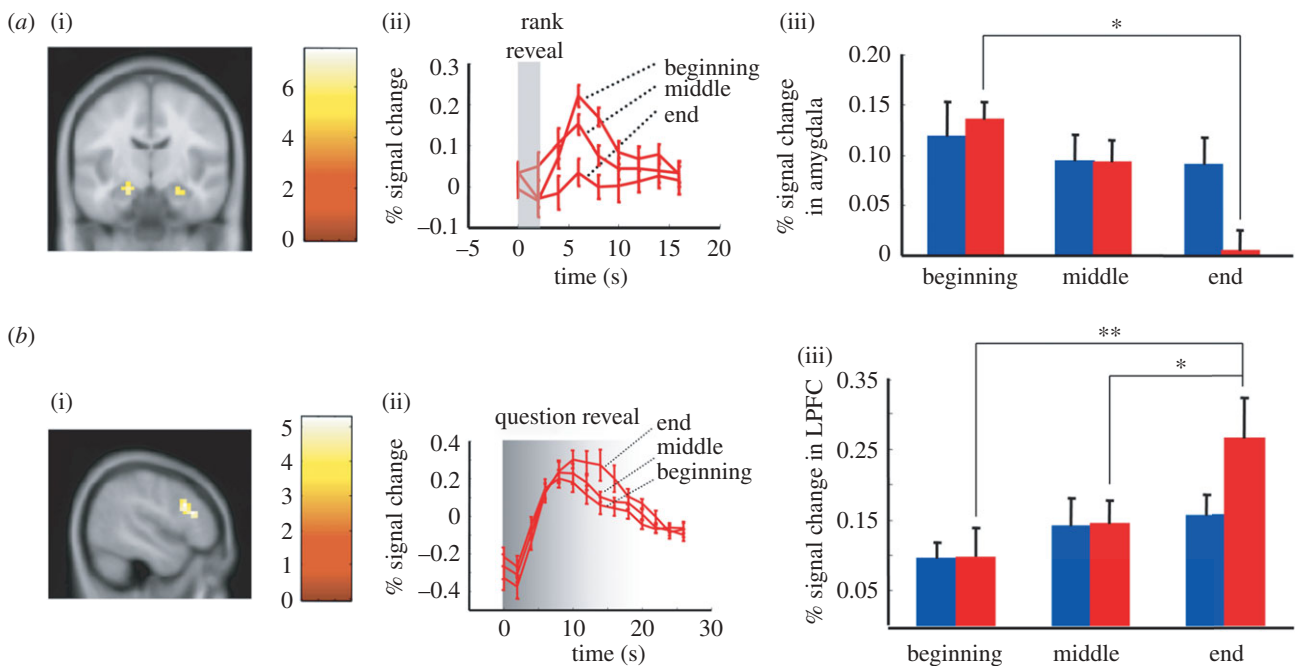 (a) (i)
6
4
2
0
(ii)
rank
reveal
% signal change
0.3
0.2
0.1
0
–0.1
beginning
middle
end
–5 0 5 10 15 20
time (s)
(iii)
*
% signal change
in amygdala
0.15
0.10
0.05
0
beginning middle end
(b)
(i)
5
4
3
2
1
0
(ii)
question reveal
% signal change
0.4
0.2
0
–0.2
–0.4
end
middle
beginning
0 10 20 30
time (s)
(iii)
**
*
% signal change in LPFC
0.35
0.25
0.15
0.05
beginning middle end